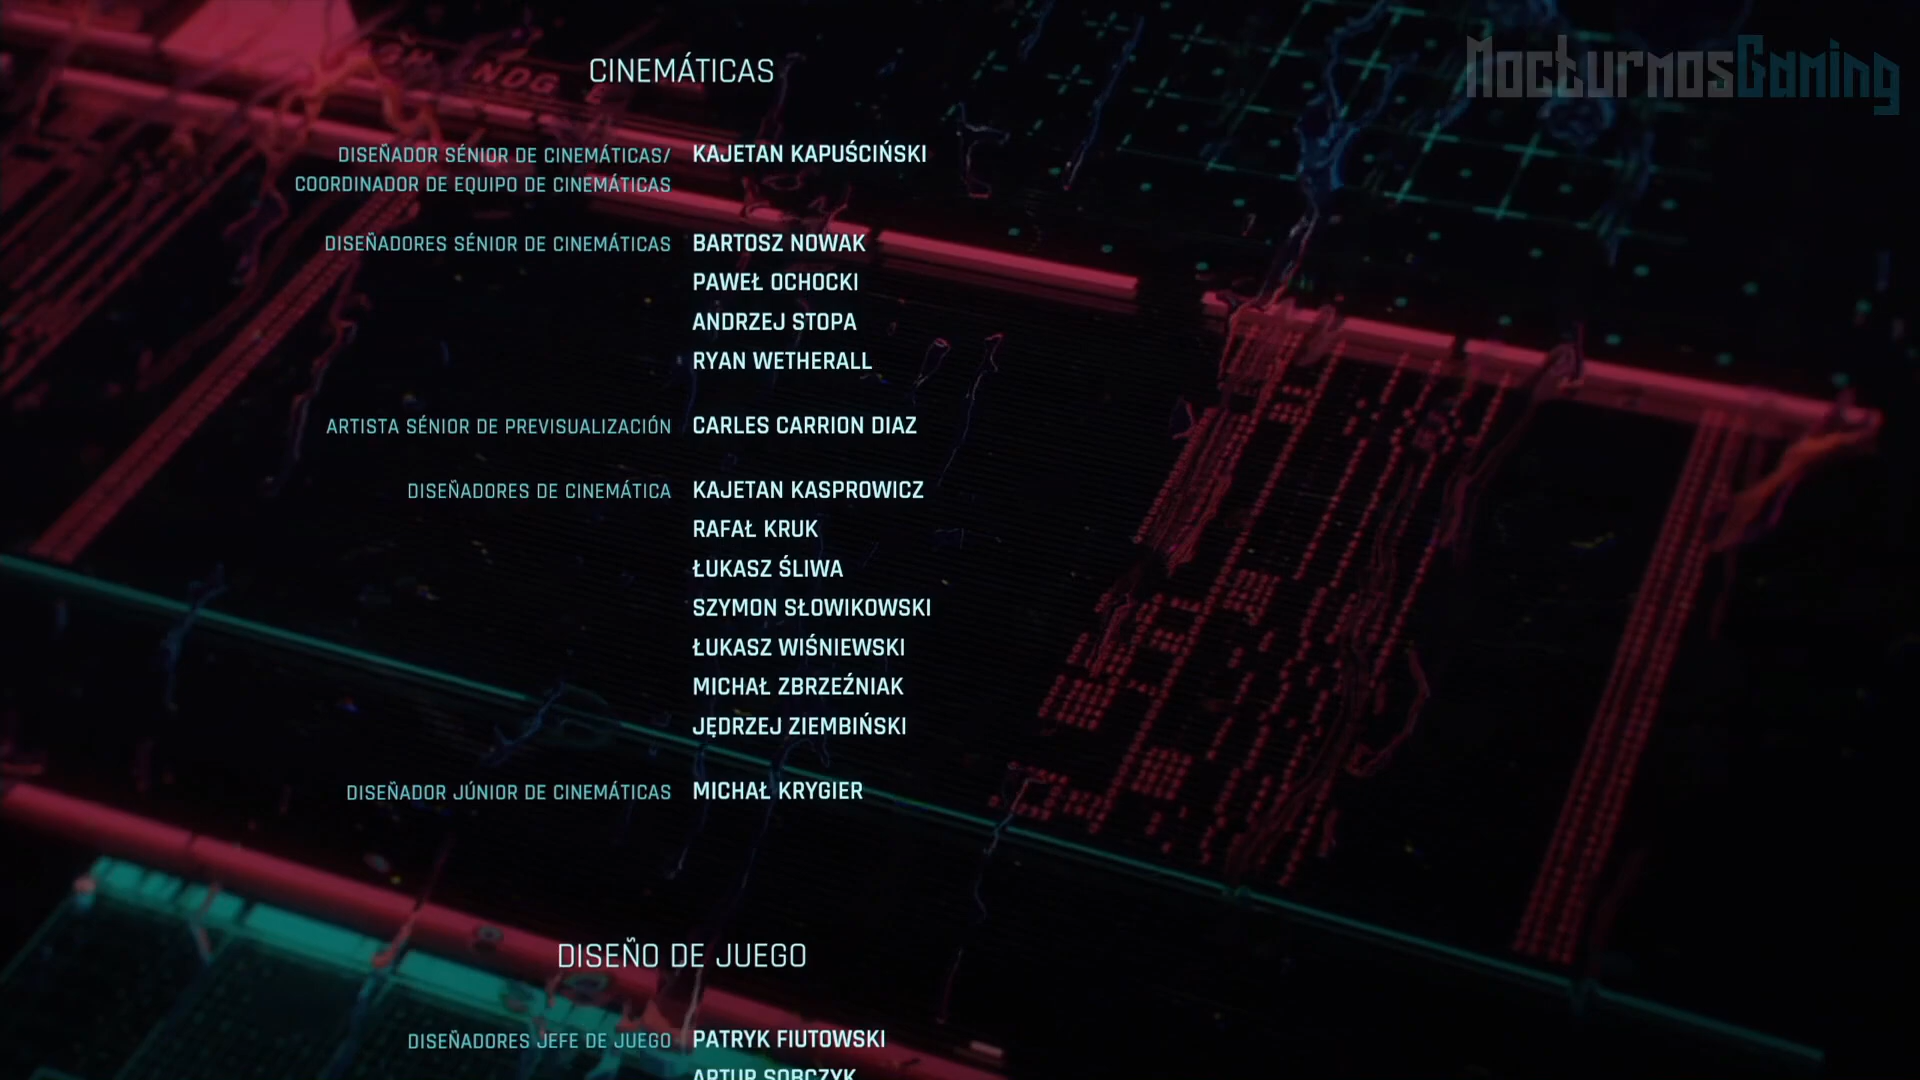 NocturnosGaming
CINEMÁTICAS
DISEÑADOR SÉNIOR DE CINEMÁTICAS/ KAJETAN KAPUŚCIŃSKI
COORDINADOR DE EQUIPO DE CINEMÁTICAS
DISEÑADORES SÉNIOR DE CINEMÁTICAS BARTOSZ NOWAK
PAWEŁ OCHOCKI
ANDRZEJ STOPA
RYAN WETHERALL
ARTISTA SÉNIOR DE PREVISUALIZACIÓN CARLES CARRION DIAZ
DISEÑADORES DE CINEMÁTICA KAJETAN KASPROWICZ
RAFAŁ KRUK
ŁUKASZ ŚLIWA
SZYMON SŁOWIKOWSKI
ŁUKASZ WIŚNIEWSKI
MICHAŁ ZBRZEŹNIAK
JĘDRZEJ ZIEMBIŃSKI
DISEÑADOR JÚNIOR DE CINEMÁTICAS MICHAŁ KRYGIER
DISEÑO DE JUEGO
DISEÑADORES JEFE DE JUEGO PATRYK FIUTOWSKI
ARTUR SOBCZYK